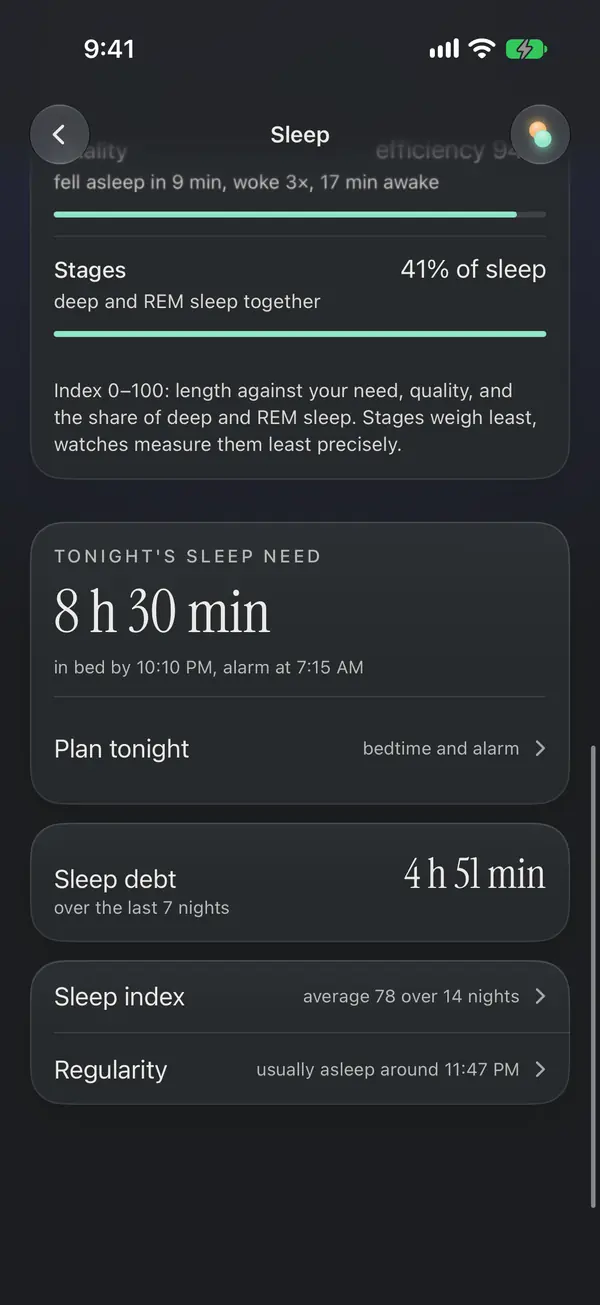 9:41
Sleep
efficiency
fell asleep in 9 min, woke 3×, 17 min awake
Stages
41% of sleep
deep and REM sleep together
Index 0–100: length against your need, quality, and
the share of deep and REM sleep. Stages weigh least,
watches measure them least precisely.
TONIGHT'S SLEEP NEED
8 h 30 min
in bed by 10:10 PM, alarm at 7:15 AM
Plan tonight
bedtime and alarm
Sleep debt
4 h 51 min
over the last 7 nights
Sleep index
average 78 over 14 nights
Regularity
usually asleep around 11:47 PM